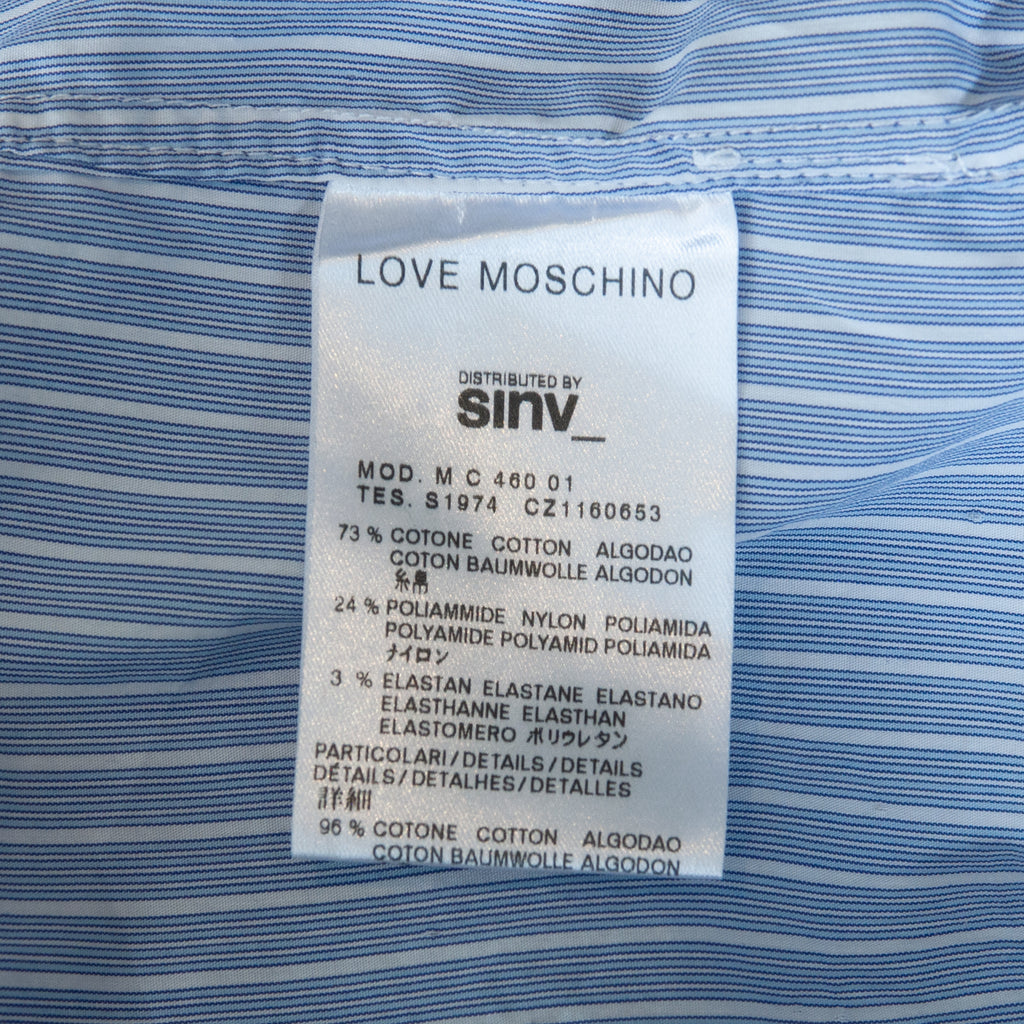 LOVE MOSCHINO
DISTRIBUTED BY
sinv_
MOD. M C 460 01
TES. S1974 CZ1160653
73 % COTONE COTTON ALGODAO
COTON BAUMWOLLE ALGODON
綿
24 % POLIAMMIDE NYLON POLIAMIDA
POLYAMIDE POLYAMID POLIAMIDA
ナイロン
3 % ELASTAN ELASTANE ELASTANO
ELASTHANNE ELASTHAN
ELASTOMERO ポリウレタン
PARTICOLARI/DETAILS/DETAILS
DÉTAILS/DETALHES/DETALLES
詳細
96 % COTONE COTTON ALGODAO
COTON BAUMWOLLE ALGODON